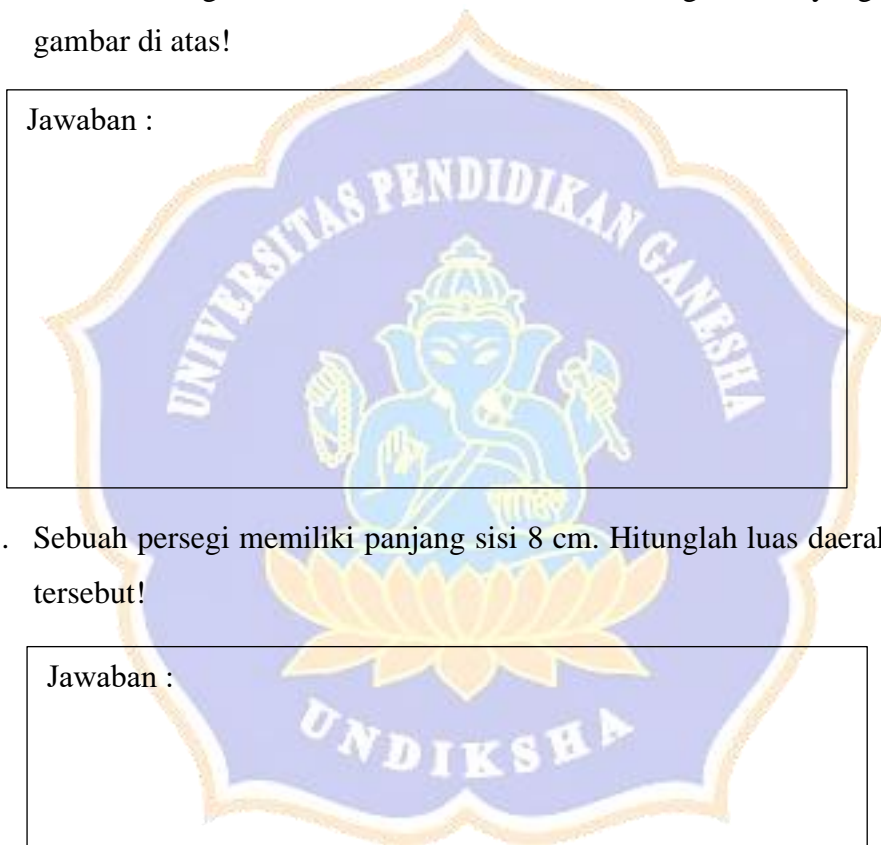 gambar di atas!
Jawaban :
UNIVERSITAS PENDIDIKAN GANESHA
. Sebuah persegi memiliki panjang sisi 8 cm. Hitunglah luas daerah
tersebut!
Jawaban :
UNDIKSHA